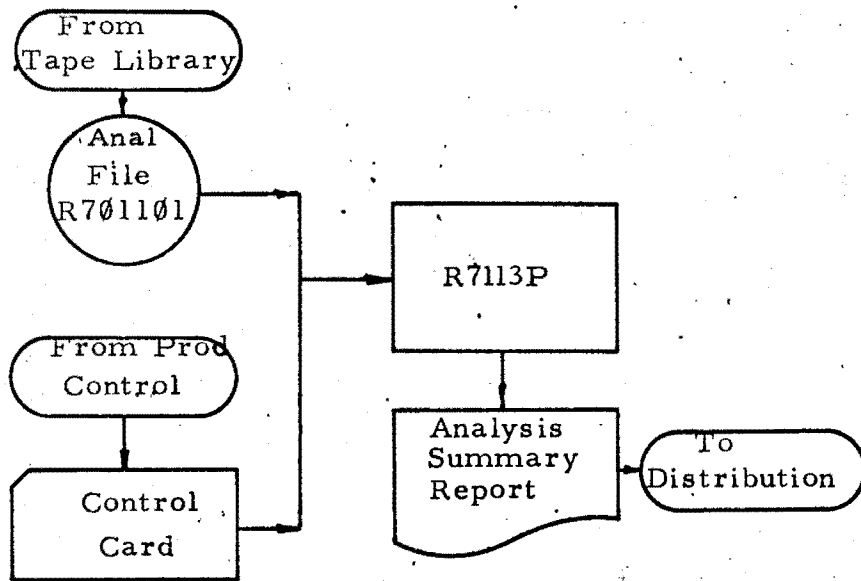 From
Tape Library
Anal
File
R7Ø11Ø1
R7113P
From Prod
Control
Control
Card
Analysis
Summary
Report
To
Distribution